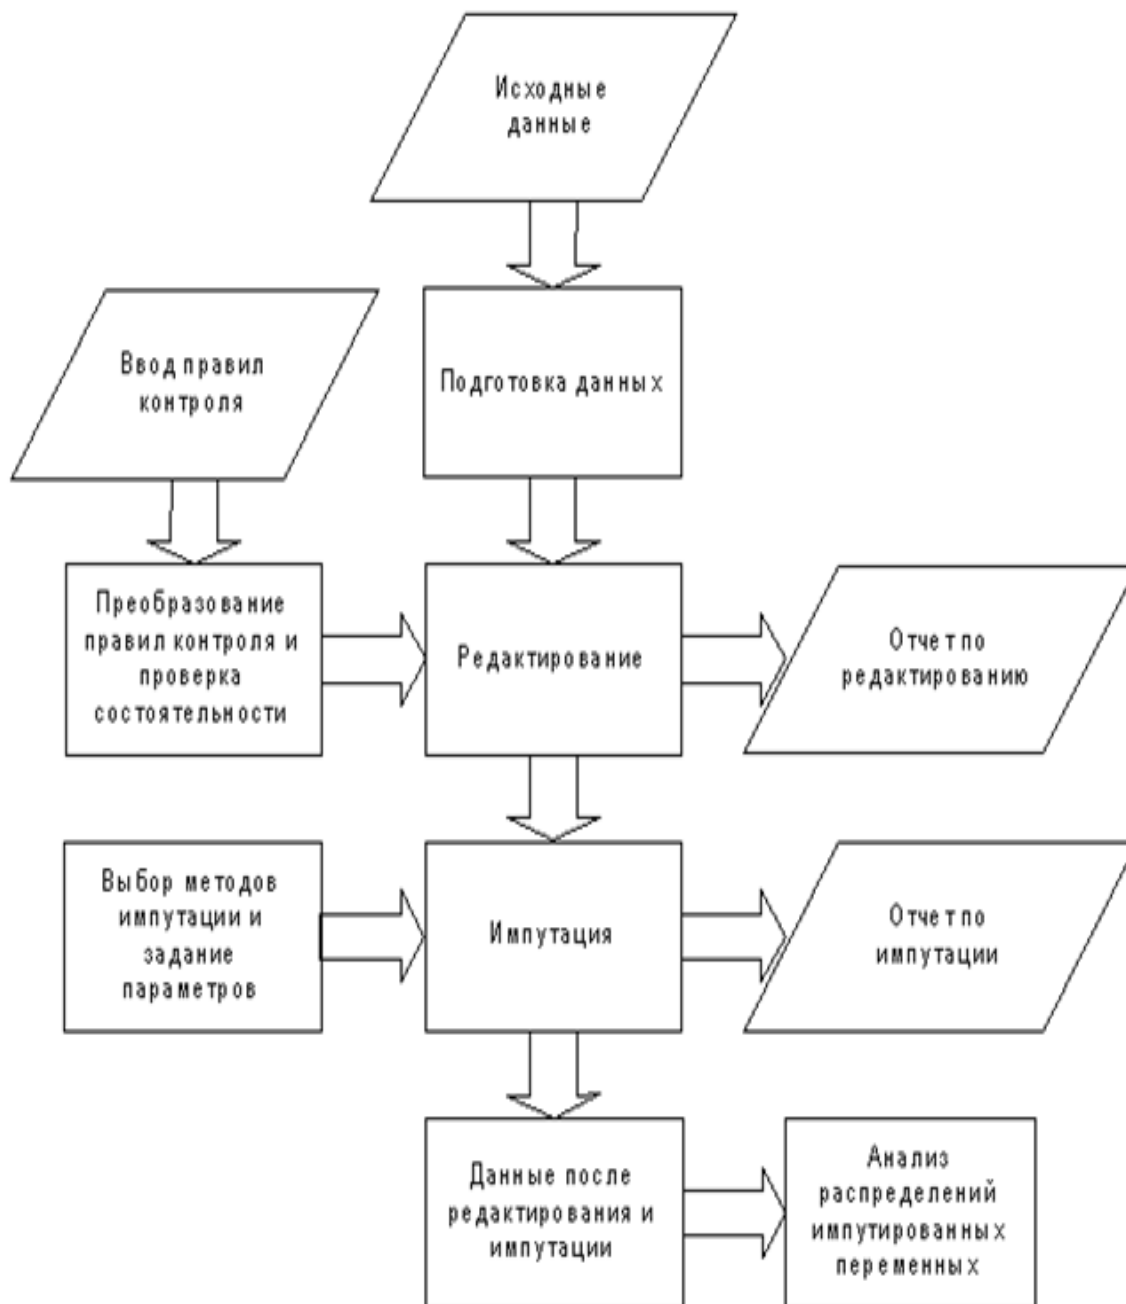 Исходные
данные
Ввод правил
контроля
Подготовка данных
Преобразование
правил контроля и
проверка
состоятельности
Редактирование
Отчет по
редактированию
Выбор методов
импутации и
задание
параметров
Импутация
Отчет по
импутации
Данные после
редактирования и
импутации
Анализ
распределений
импутированных
переменных